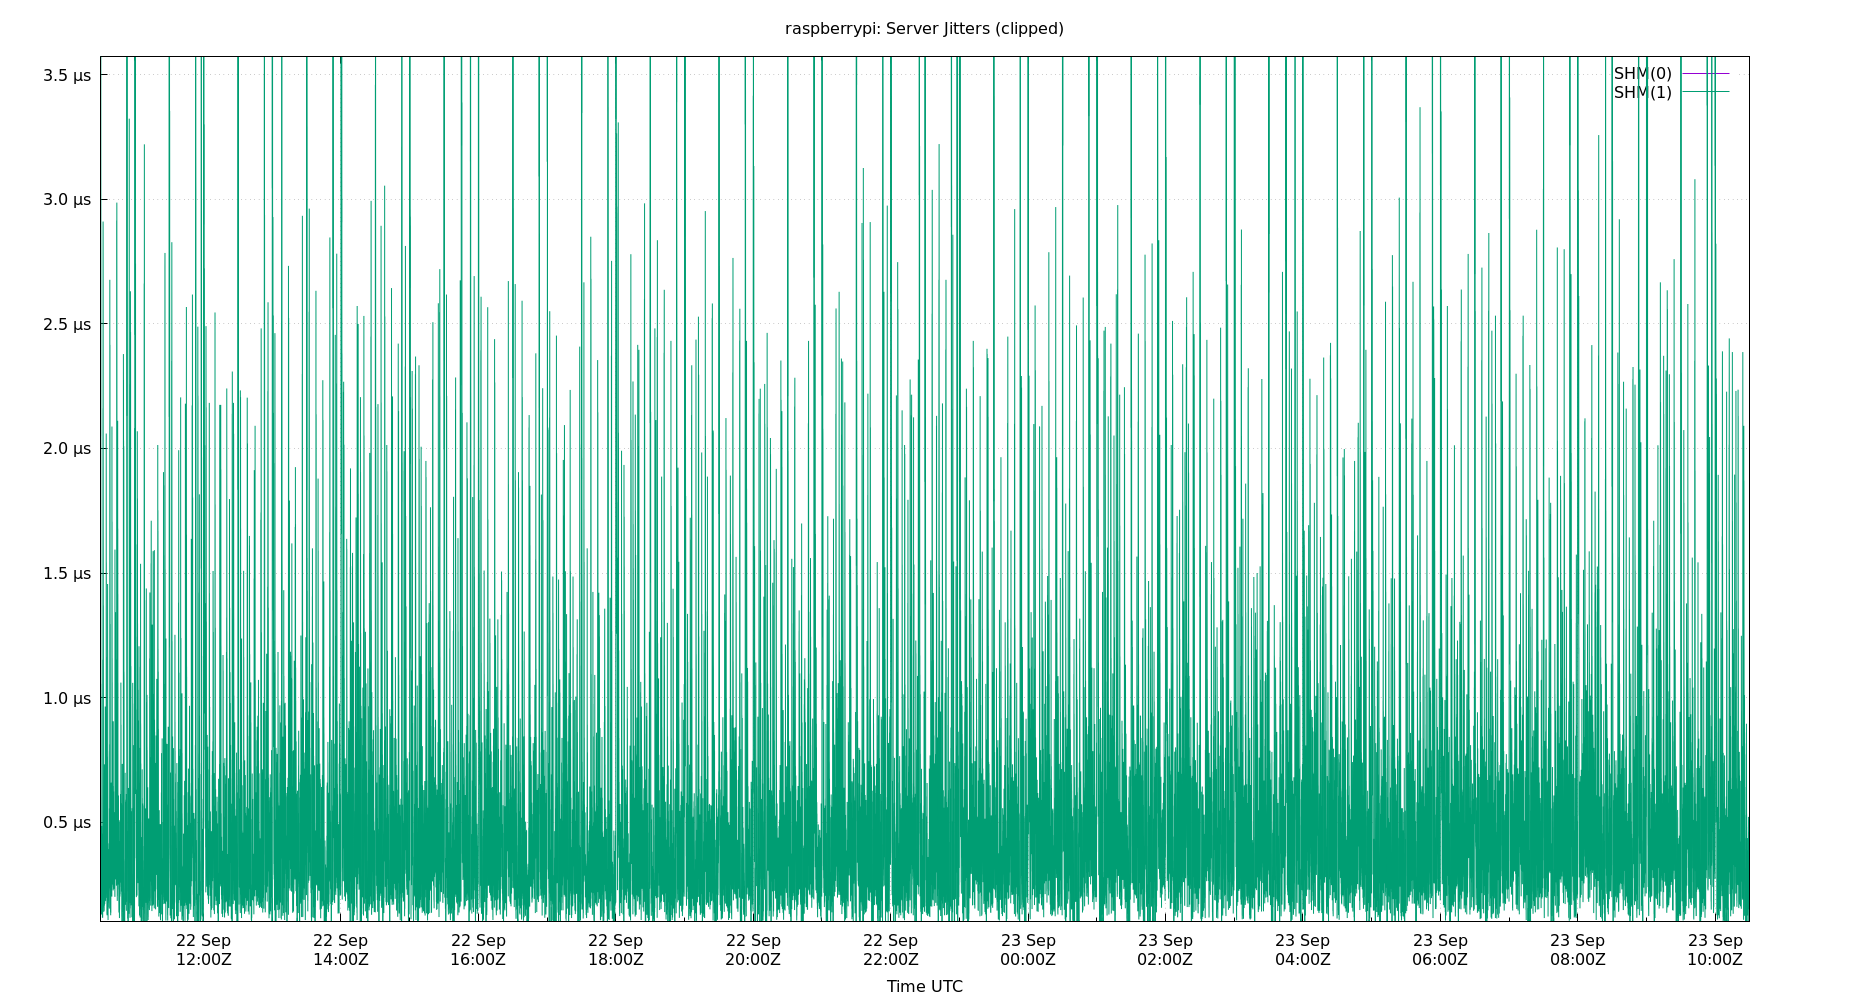 raspberrypi: Server Jitters (clipped)
SHM(0)
SHM(1)
3.5 µs
3.0 µs
2.5 µs
2.0 µs
1.5 µs
1.0 µs
0.5 µs
22 Sep 22 Sep 22 Sep 22 Sep 22 Sep 22 Sep 23 Sep 23 Sep 23 Sep 23 Sep 23 Sep 23 Sep
12:00Z 14:00Z 16:00Z 18:00Z 20:00Z 22:00Z 00:00Z 02:00Z 04:00Z 06:00Z 08:00Z 10:00Z
Time UTC